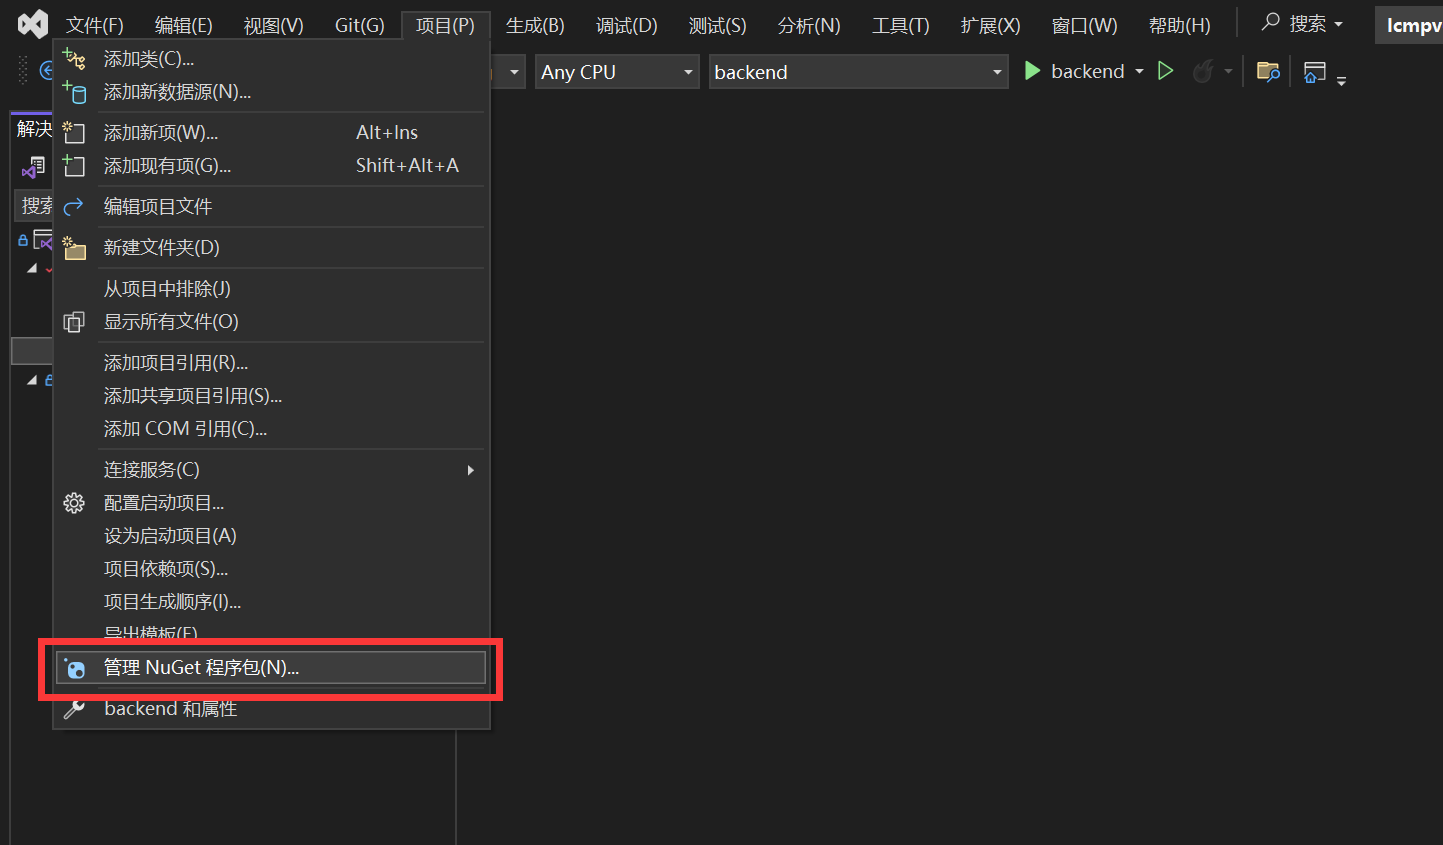 文件(F) 编辑(E) 视图(V) Git(G) 项目(P) 生成(B) 调试(D) 测试(S) 分析(N) 工具(T) 扩展(X) 窗口(W) 帮助(H) 搜索 lcmpv
Any CPU backend backend
添加类(C)...
添加新数据源(N)...
解决
添加新项(W)... Alt+Ins
添加现有项(G)... Shift+Alt+A
搜索
编辑项目文件
新建文件夹(D)
从项目中排除(J)
显示所有文件(O)
添加项目引用(R)...
添加共享项目引用(S)...
添加 COM 引用(C)...
连接服务(C)
配置启动项目...
设为启动项目(A)
项目依赖项(S)...
项目生成顺序(I)...
导出模板(E)...
管理 NuGet 程序包(N)...
backend 和属性